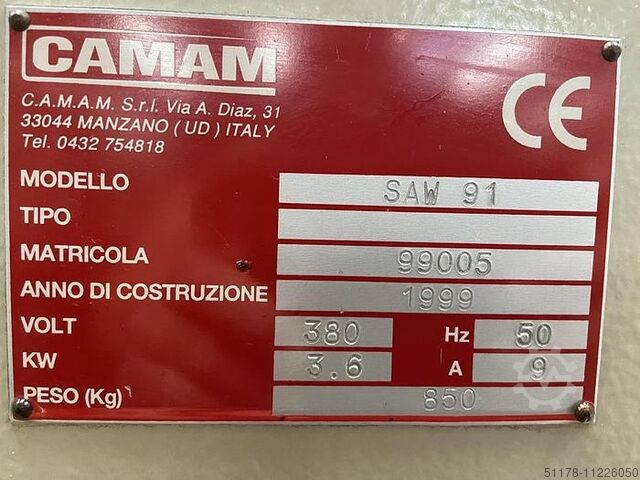 CAMAM
C.A.M.A.M. S.r.l. Via A. Diaz, 31
33044 MANZANO ( UD ) ITALY
Tel. 0432 754818
CE
MODELLO SAW 91
TIPO
MATRICOLA 99005
ANNO DI COSTRUZIONE 1999
VOLT 380 Hz 50
KW 3.6 A 9
PESO (Kg) 850
51178-11226050